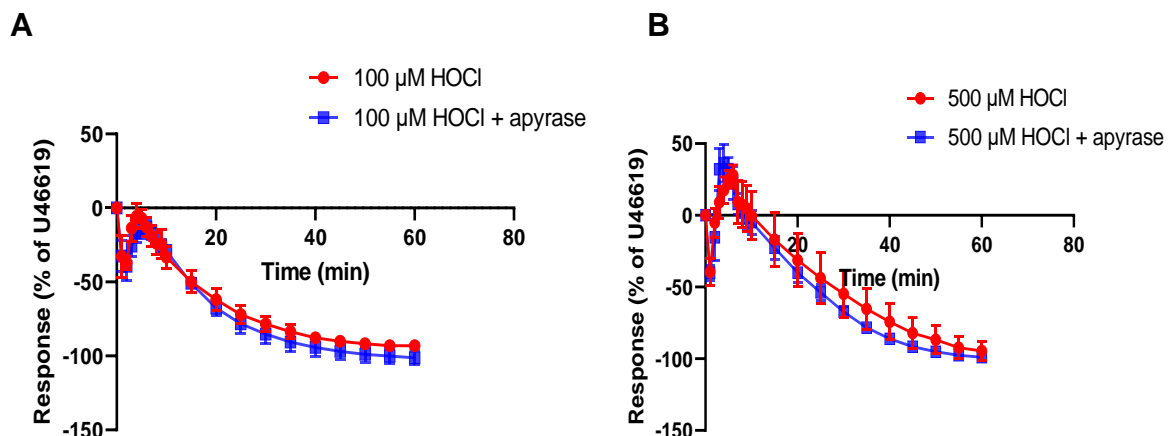 A
100 µM HOCl
100 µM HOCl + apyrase
Response (% of U46619)
50
0
-50
-100
-150
20
40
60
80
Time (min)
B
500 µM HOCl
500 µM HOCl + apyrase
Response (% of U46619)
50
0
-50
-100
-150
20
40
60
80
Time (min)